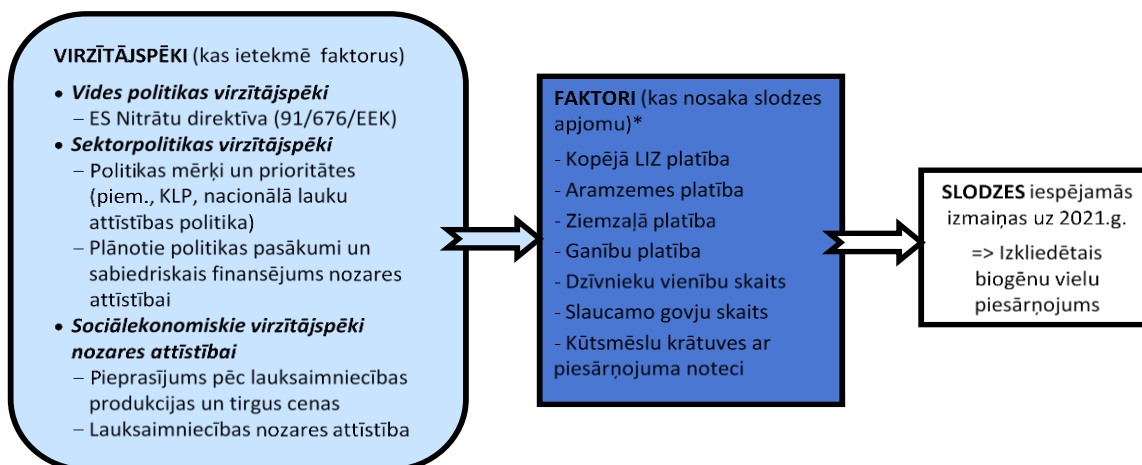 VIRZĪTĀJSPĒKI (kas ietekmē faktorus)
• Vides politikas virzītājspēki
– ES Nitrātu direktīva (91/676/EEK)
• Sektorpolitikas virzītājspēki
– Politikas mērķi un prioritātes
(piem., KLP, nacionālā lauku
attīstības politika)
– Plānotie politikas pasākumi un
sabiedriskais finansējums nozares
attīstībai
• Sociālekonomiskie virzītājspēki
nozares attīstībai
– Pieprasījums pēc lauksaimniecības
produkcijas un tirgus cenas
– Lauksaimniecības nozares attīstība
FAKTORI (kas nosaka slodzes
apjomu)*
- Kopējā LIZ platība
- Aramzemes platība
- Ziemzaļā platība
- Ganību platība
- Dzīvnieku vienību skaits
- Slaucamo govju skaits
- Kūtsmēslu krātuves ar
piesārņojuma noteci
SLODZES iespējamās
izmaiņas uz 2021.g.
=> Izkliedētais
biogēnu vielu
piesārņojums